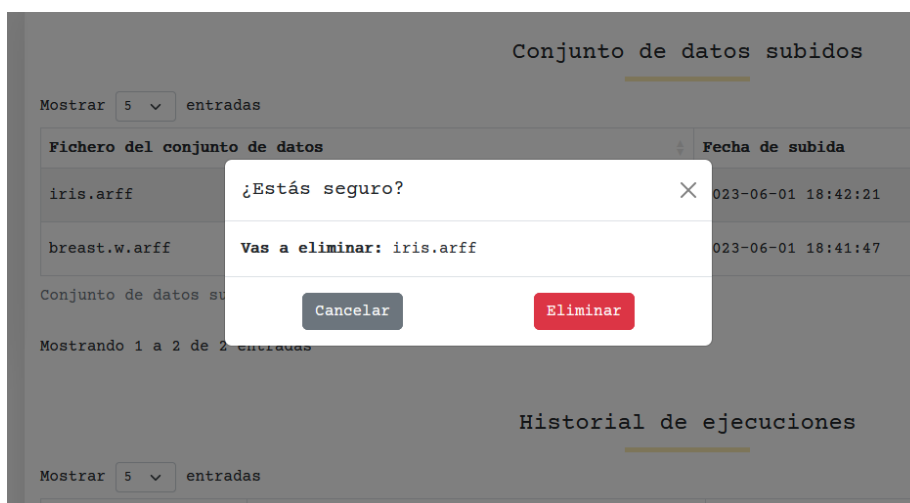 Conjunto de datos subidos
Mostrar 5 entradas
Fichero del conjunto de datos Fecha de subida
¿Estás seguro?
iris.arff 023-06-01 18:42:21
Vas a eliminar: iris.arff
breast.w.arff 023-06-01 18:41:47
Conjunto de datos su
Cancelar Eliminar
Mostrando 1 a 2 de 2 entradas
Historial de ejecuciones
Mostrar 5 entradas